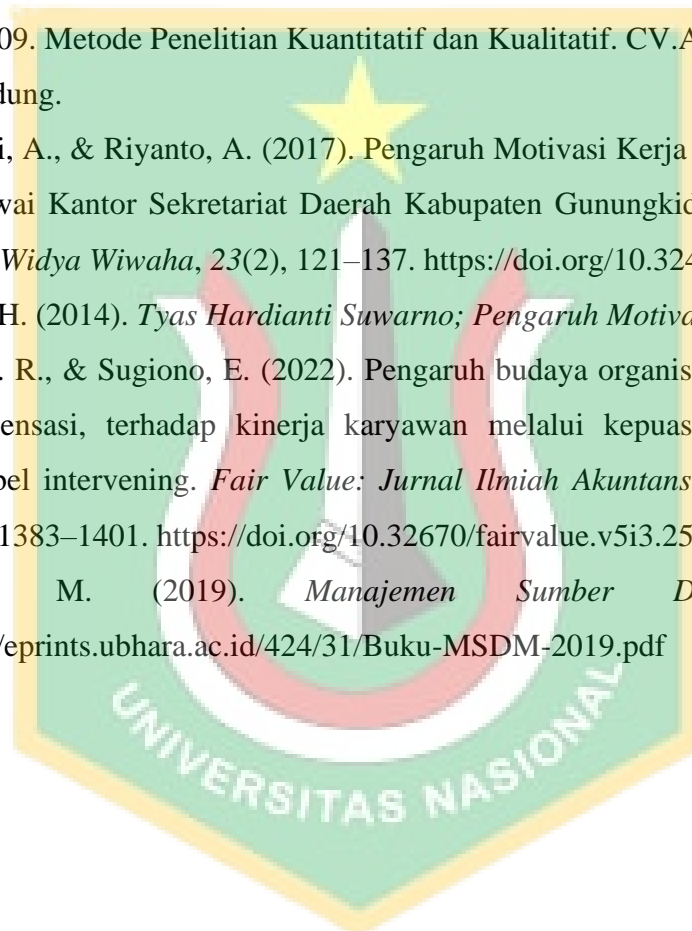 09. Metode Penelitian Kuantitatif dan Kualitatif. CV.A
dung.
i, A., & Riyanto, A. (2017). Pengaruh Motivasi Kerja
wai Kantor Sekretariat Daerah Kabupaten Gunungkid
Widya Wiwaha, 23(2), 121–137. https://doi.org/10.324
H. (2014). Tyas Hardianti Suwarno; Pengaruh Motiva
. R., & Sugiono, E. (2022). Pengaruh budaya organis
ensasi, terhadap kinerja karyawan melalui kepuas
bel intervening. Fair Value: Jurnal Ilmiah Akuntans
1383–1401. https://doi.org/10.32670/fairvalue.v5i3.25
M. (2019). Manajemen Sumber D
/eprints.ubhara.ac.id/424/31/Buku-MSDM-2019.pdf
UNIVERSITAS NASIONAL